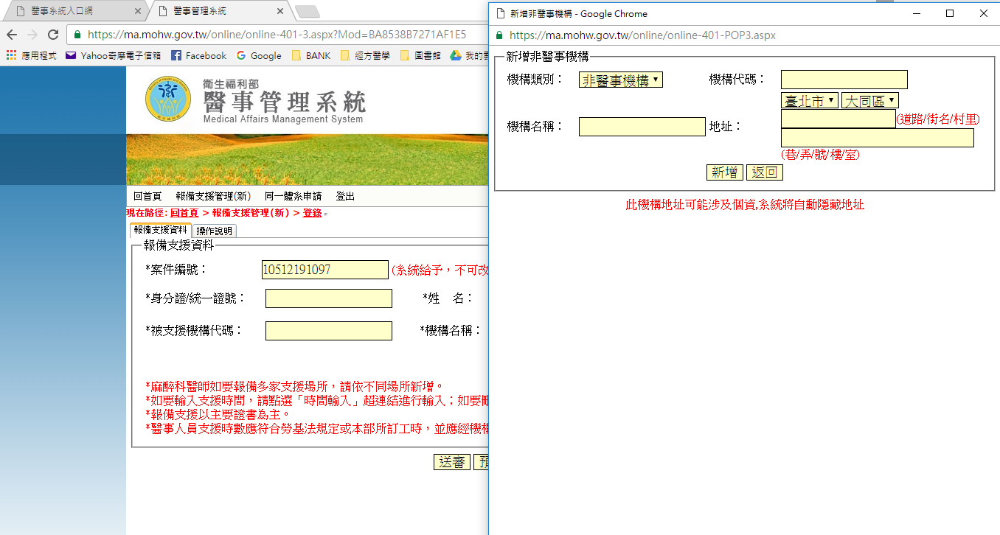 醫事系統入口網
醫事管理系統
https://ma.mohw.gov.tw/online/online-401-3.aspx?Mod=BA8538B7271AF1E5
應用程式 Yahoo奇摩電子信箱 Facebook Google BANK 經方醫學 圖書館 我的
衛生福利部
醫事管理系統
Medical Affairs Management System
回首頁 報備支援管理(新) 同一體系申請 登出
現在路徑: 回首頁 > 報備支援管理(新) > 登錄
報備支援資料 操作說明
報備支援資料
*案件編號： 10512191097 (系統給予，不可改
*身分證/統一證號： *姓 名：
*被支援機構代碼： *機構名稱：
*麻醉科醫師如要報備多家支援場所，請依不同場所新增。
*如要輸入支援時間，請點選「時間輸入」超連結進行輸入；如要刪
*報備支援以主要證書為主。
*醫事人員支援時數應符合勞基法規定或本部所訂工時，並應經機構
送審 預
新增非醫事機構 - Google Chrome
https://ma.mohw.gov.tw/online/online-401-POP3.aspx
新增非醫事機構
機構類別： 非醫事機構 機構代碼：
臺北市 大同區
機構名稱： 地址： (道路/街名/村里)
(巷/弄/號/樓/室)
新增 返回
此機構地址可能涉及個資,系統將自動隱藏地址